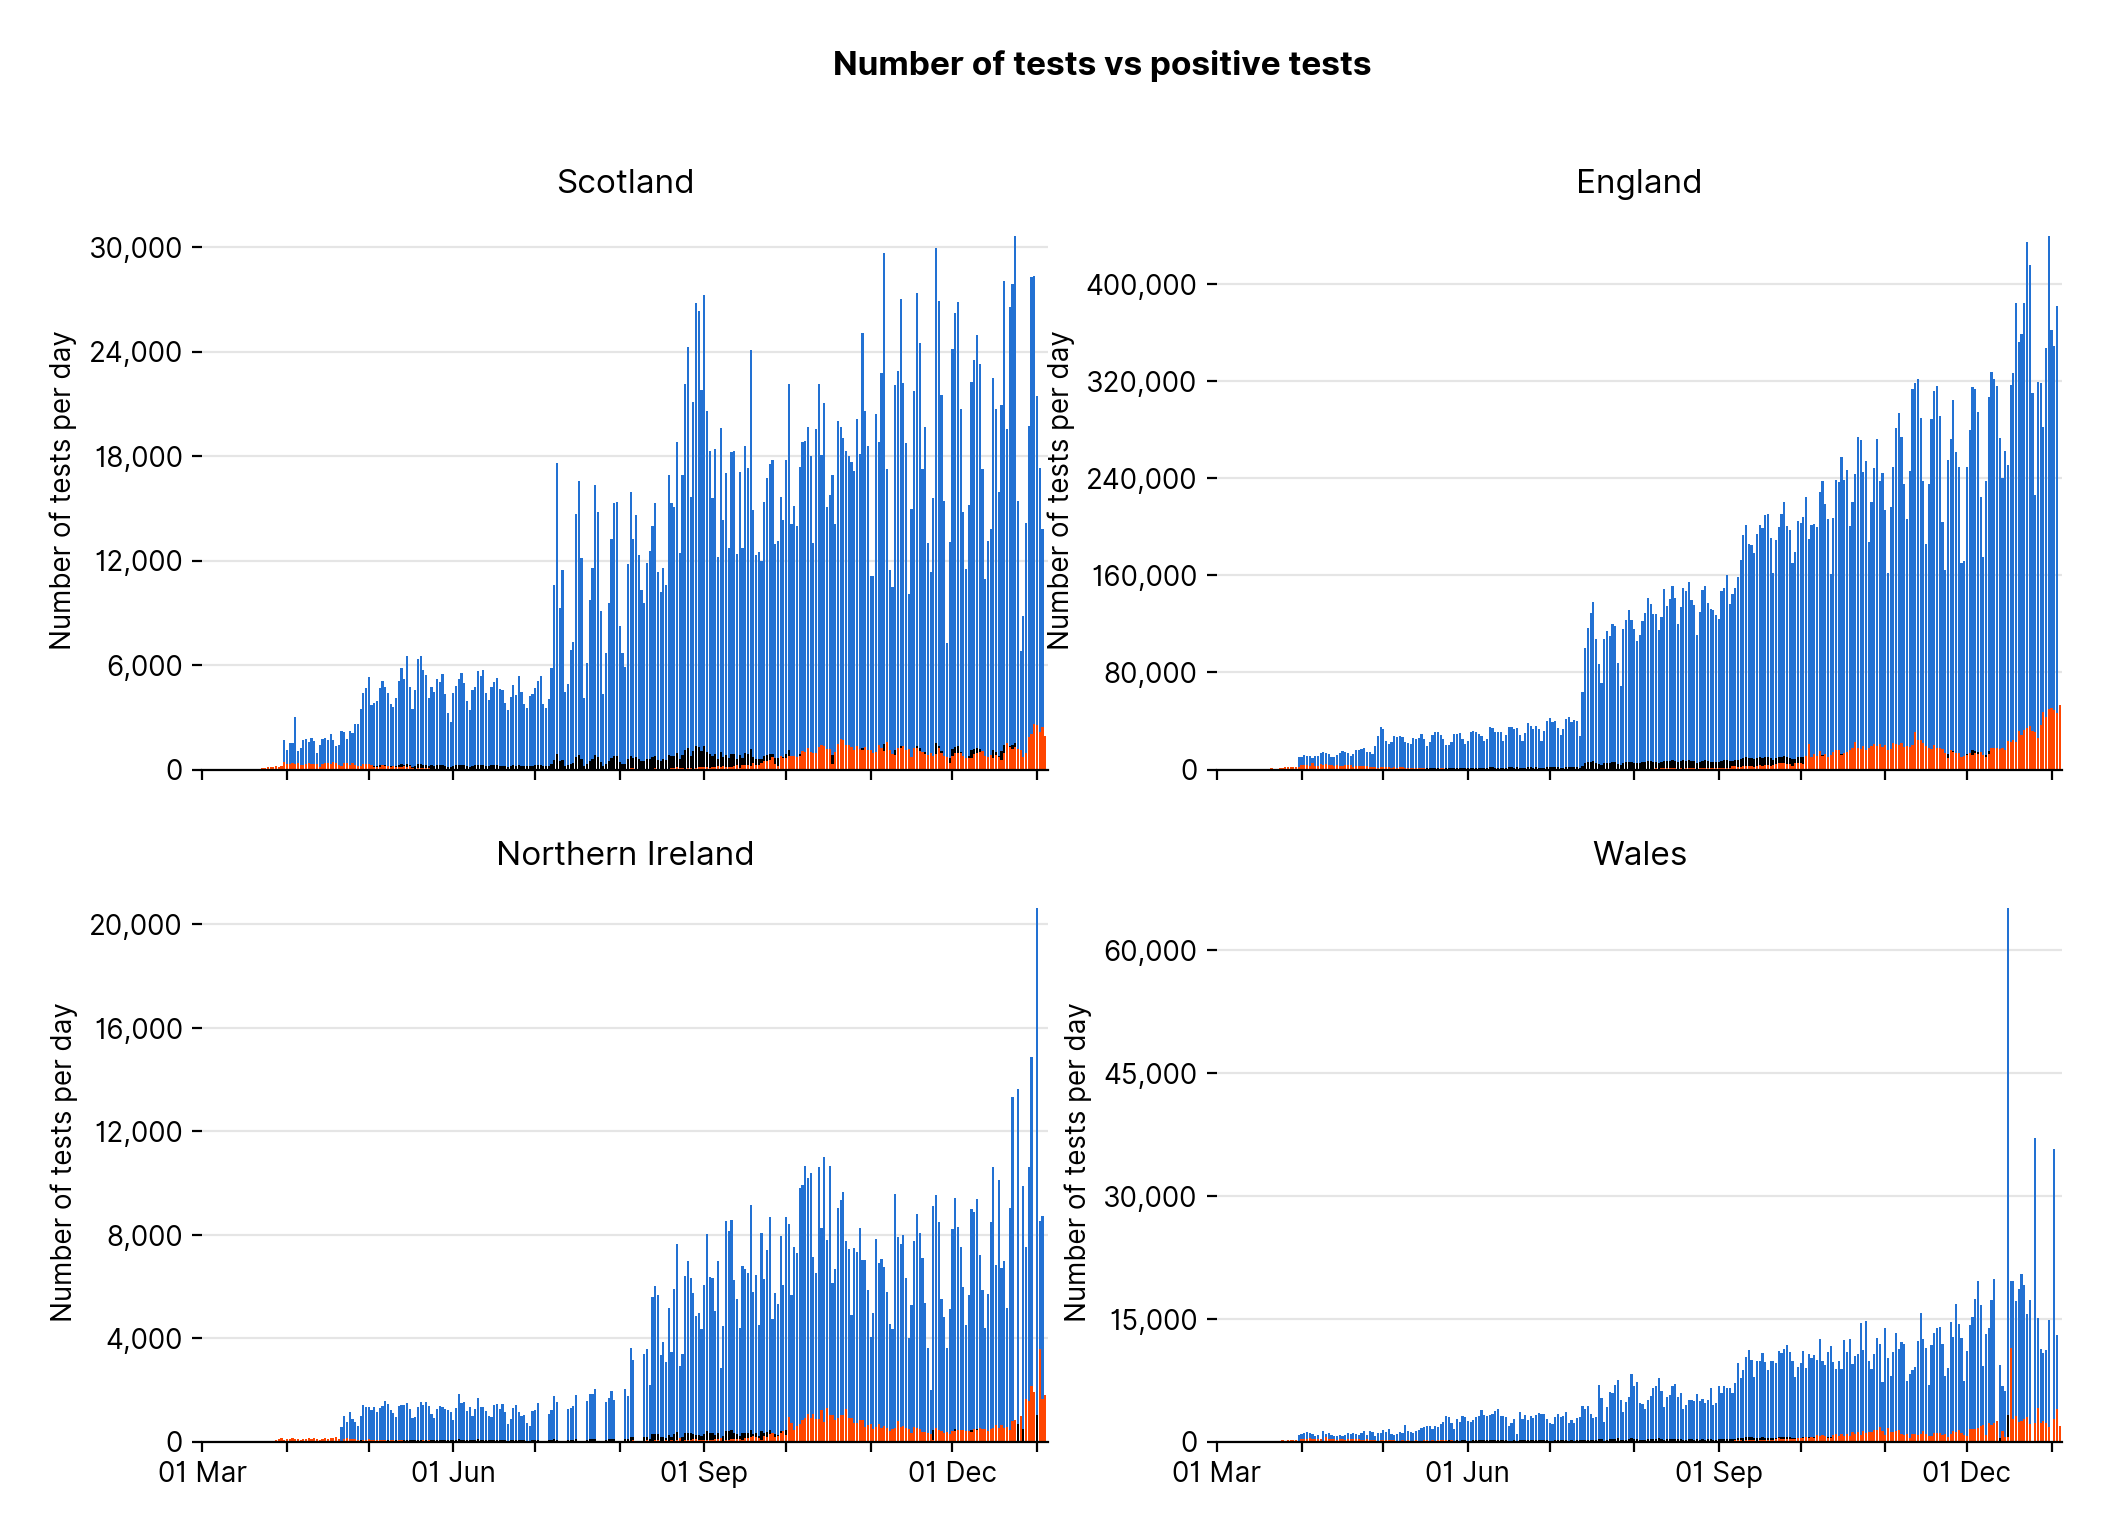 Number of tests vs positive tests
Scotland
Number of tests per day
30,000
24,000
18,000
12,000
6,000
0
England
Number of tests per day
400,000
320,000
240,000
160,000
80,000
0
Northern Ireland
Number of tests per day
20,000
16,000
12,000
8,000
4,000
0
01 Mar
01 Jun
01 Sep
01 Dec
Wales
Number of tests per day
60,000
45,000
30,000
15,000
0
01 Mar
01 Jun
01 Sep
01 Dec